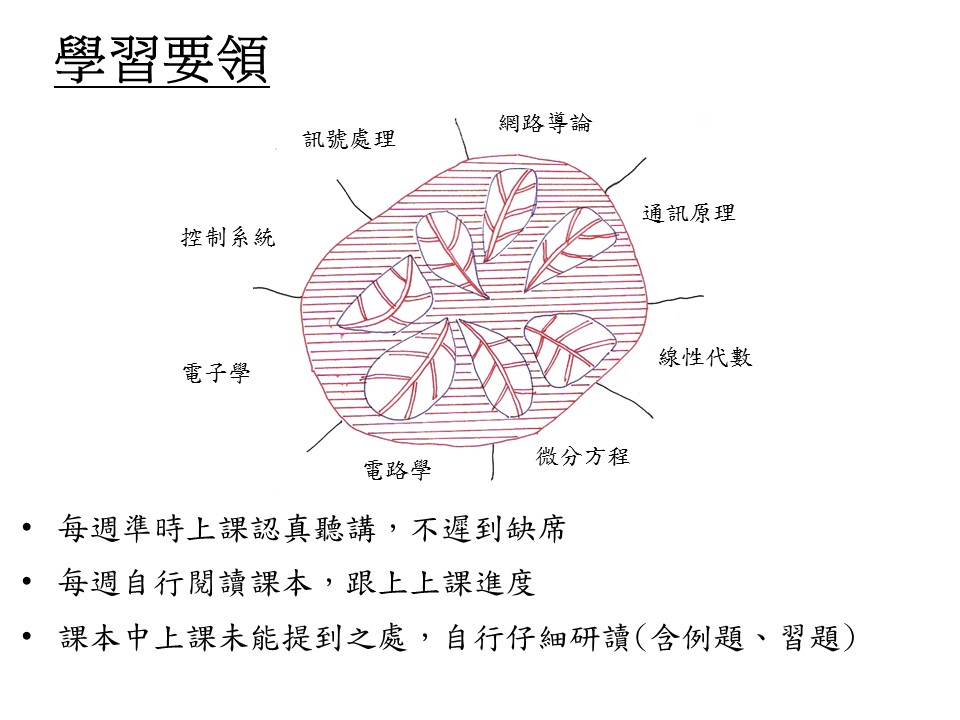 學習要領
網路導論
訊號處理
通訊原理
控制系統
線性代數
電子學
微分方程
電路學
• 每週準時上課認真聽講，不遲到缺席
• 每週自行閱讀課本，跟上上課進度
• 課本中上課未能提到之處，自行仔細研讀(含例題、習題)